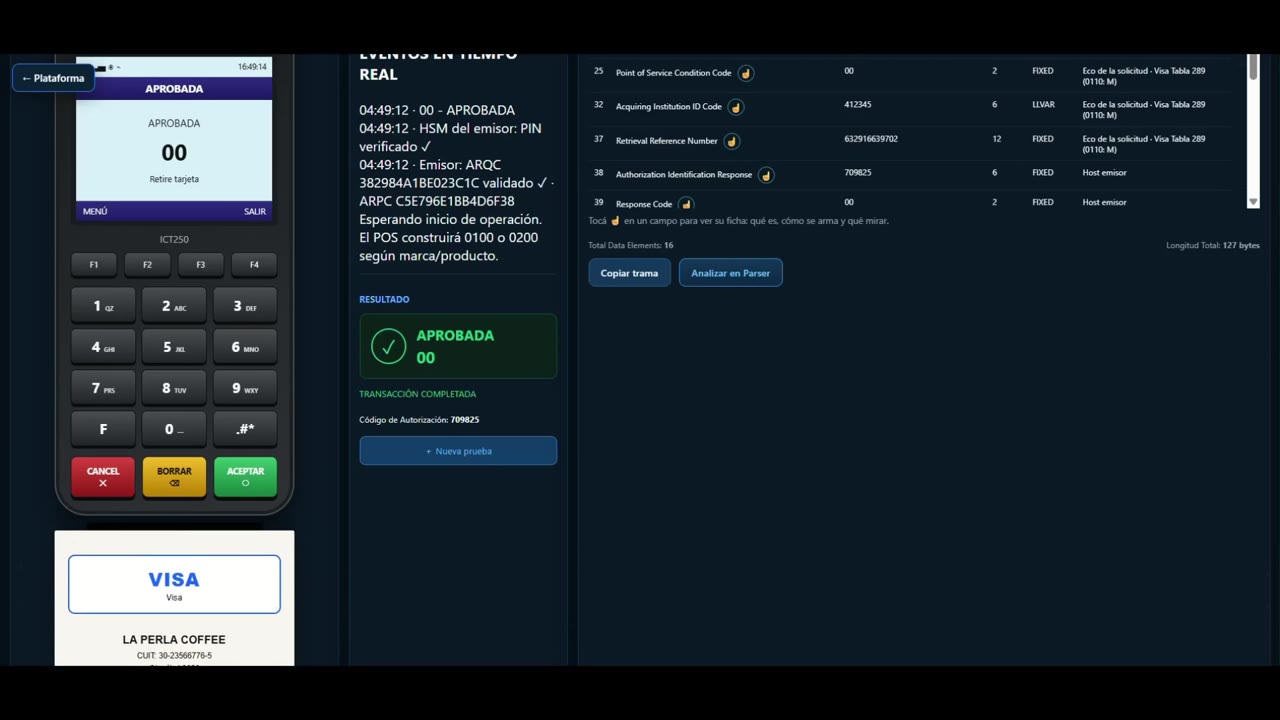 ← Plataforma
16:49:14
APROBADA
APROBADA
00
Retire tarjeta
MENÚ SALIR
ICT250
F1 F2 F3 F4
1 QZ 2 ABC 3 DEF
4 GHI 5 JKL 6 MNO
7 PRS 8 TUV 9 WXY
F 0 _ .#*
CANCEL BORRAR ACEPTAR
✕ ⌫ ○
VISA
Visa
LA PERLA COFFEE
CUIT: 30-23566776-5
EVENTOS EN TIEMPO
REAL
04:49:12 · 00 - APROBADA
04:49:12 · HSM del emisor: PIN
verificado ✓
04:49:12 · Emisor: ARQC
382984A1BE023C1C validado ✓ ·
ARPC C5E796E1BB4D6F38
Esperando inicio de operación.
El POS construirá 0100 o 0200
según marca/producto.
RESULTADO
✓ APROBADA
00
TRANSACCIÓN COMPLETADA
Código de Autorización: 709825
+ Nueva prueba
25 Point of Service Condition Code ☝ 00 2 FIXED Eco de la solicitud · Visa Tabla 289
(0110: M)
32 Acquiring Institution ID Code ☝ 412345 6 LLVAR Eco de la solicitud · Visa Tabla 289
(0110: M)
37 Retrieval Reference Number ☝ 632916639702 12 FIXED Eco de la solicitud · Visa Tabla 289
(0110: M)
38 Authorization Identification Response ☝ 709825 6 FIXED Host emisor
39 Response Code ☝ 00 2 FIXED Host emisor
Tocá ☝ en un campo para ver su ficha: qué es, cómo se arma y qué mirar.
Total Data Elements: 16 Longitud Total: 127 bytes
Copiar trama Analizar en Parser